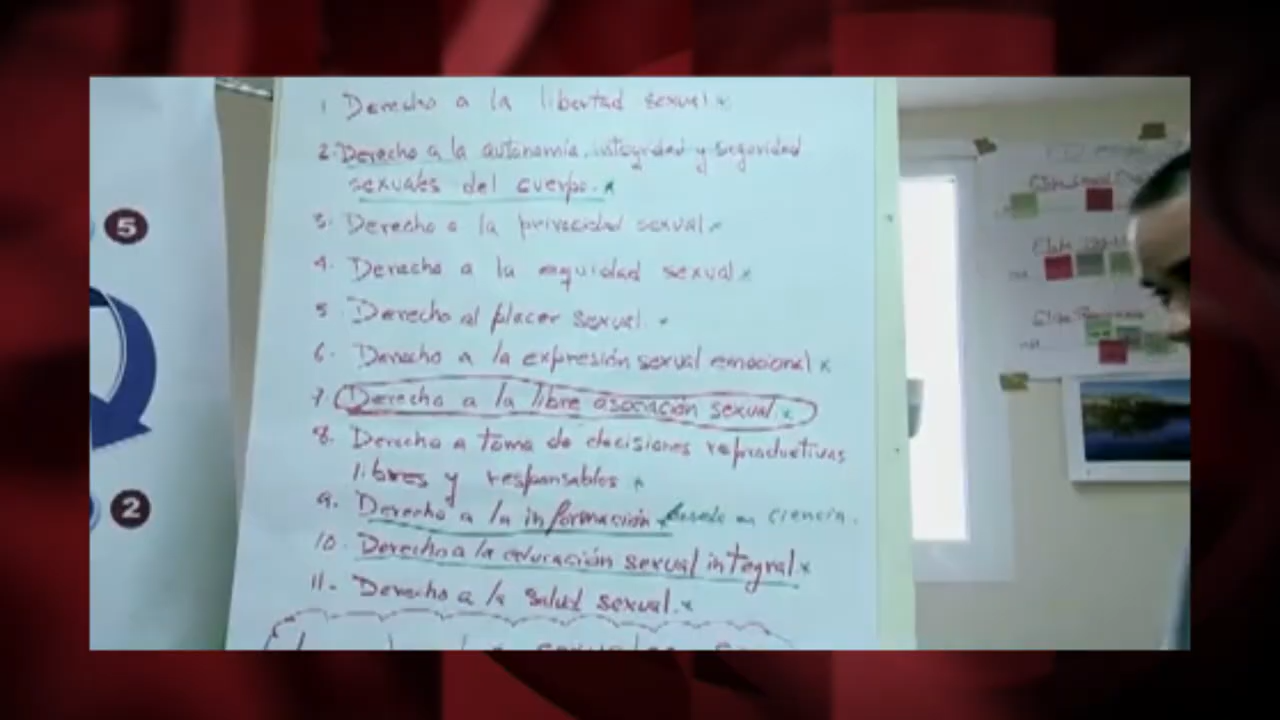 5
2
1 Derecho a la libertad sexual x
2. Derecho a la autonomía, integridad y seguridad
sexuales del cuerpo. x
3. Derecho a la privacidad sexual x
4. Derecho a la equidad sexual x
5 Derecho al placer sexual. x
6. Derecho a la expresión sexual emocional x
7. Derecho a la libre asociación sexual x
8. Derecho a toma de decisiones reproductivas
libres y responsables x
9. Derecho a la información basada en ciencia.
10. Derecho a la educación sexual integral x
11. Derecho a la salud sexual. x